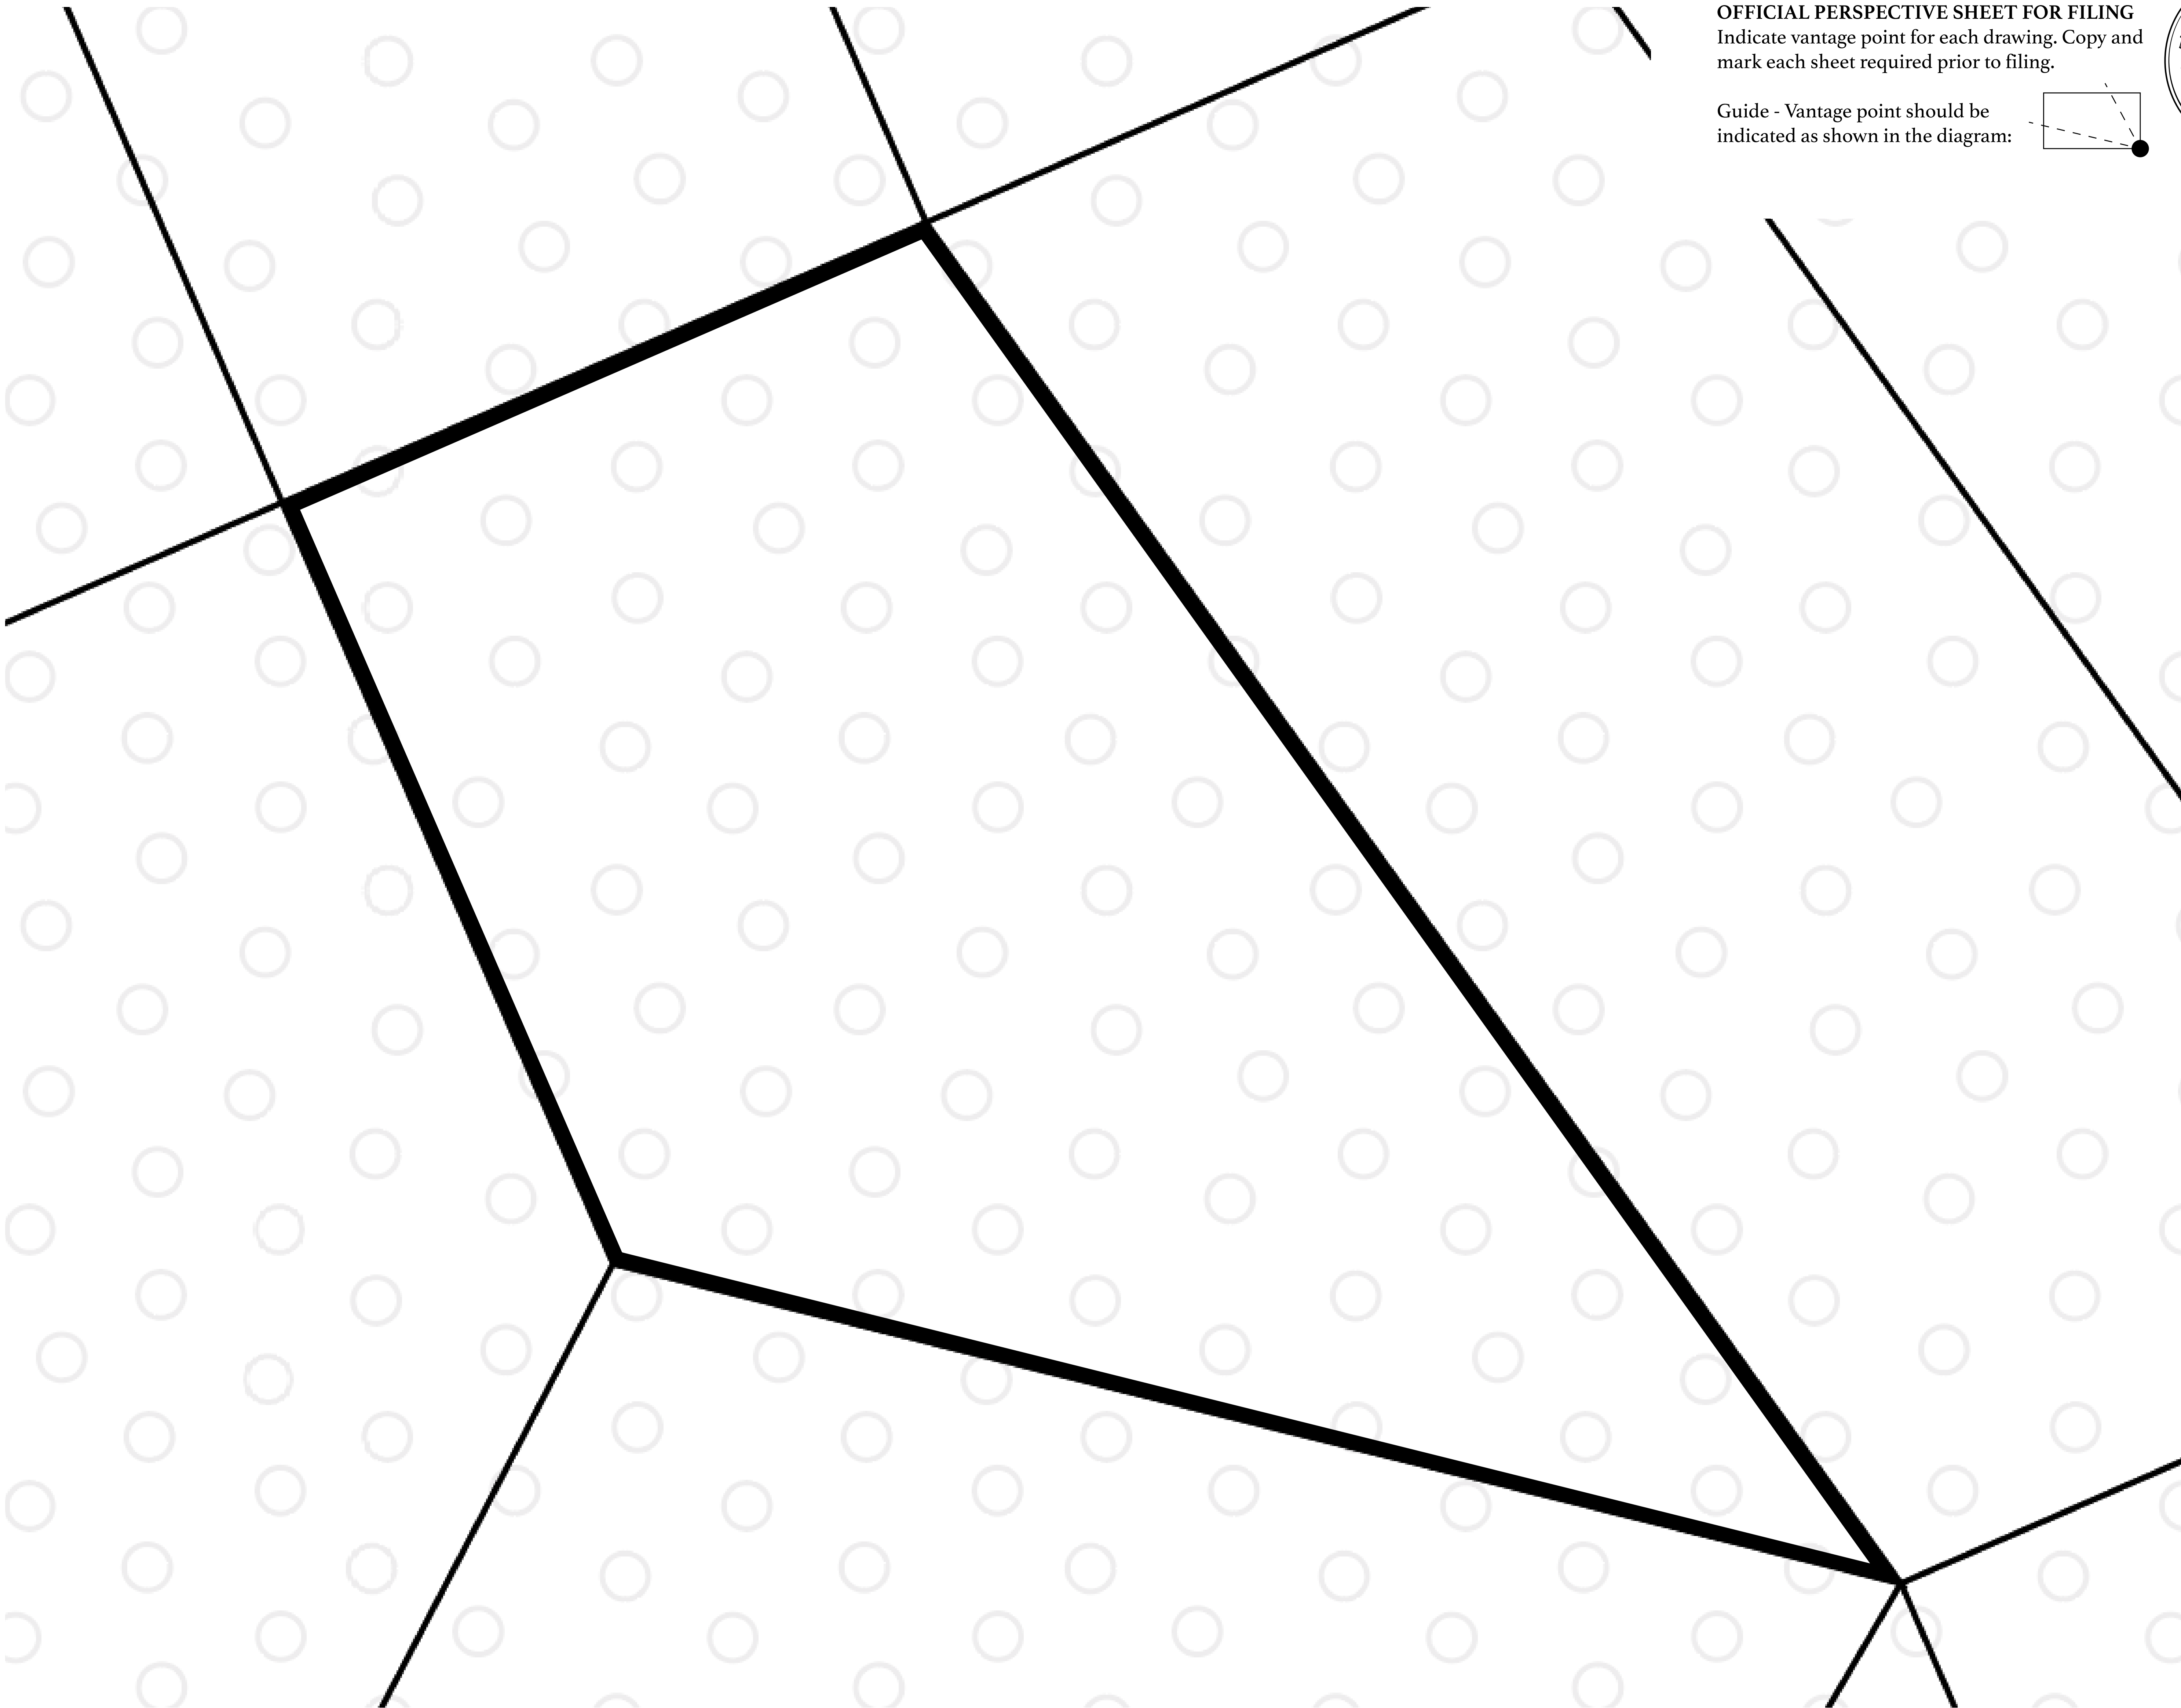 OFFICIAL PERSPECTIVE SHEET FOR FILING
Indicate vantage point for each drawing. Copy and
mark each sheet required prior to filing.
Guide - Vantage point should be
indicated as shown in the diagram: